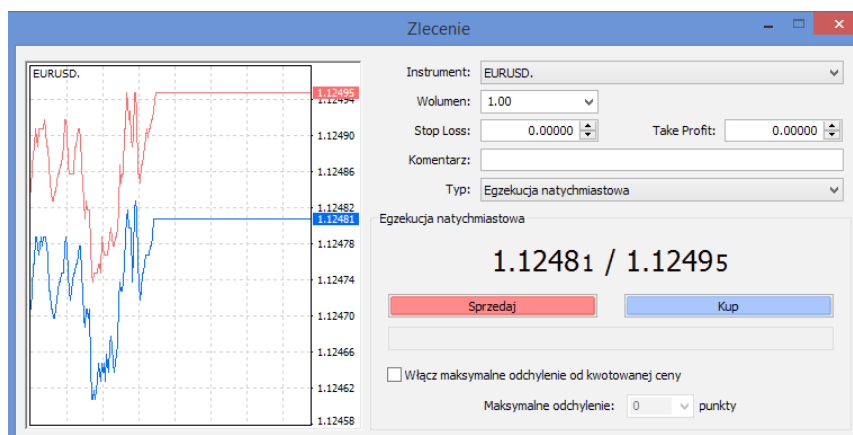 Zlecenie
EURUSD.
1.12495
1.12494
1.12490
1.12486
1.12482
1.12481
1.12478
1.12474
1.12470
1.12466
1.12462
1.12458
Instrument: EURUSD.
Wolumen: 1.00
Stop Loss: 0.00000 Take Profit: 0.00000
Komentarz:
Typ: Egzekucja natychmiastowa
Egzekucja natychmiastowa
1.12481 / 1.12495
Sprzedaj Kup
Włącz maksymalne odchylenie od kwotowanej ceny
Maksymalne odchylenie: 0 punkty